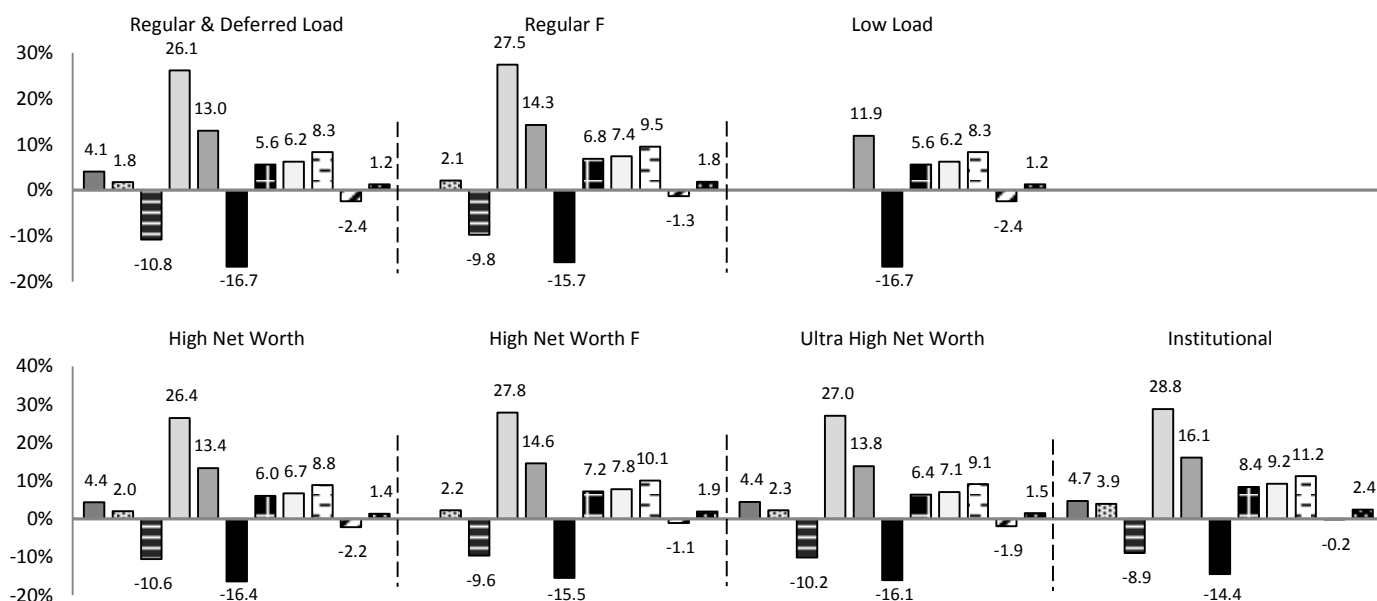 Regular & Deferred Load Regular F Low Load
30%
20%
10%
0%
-10%
-20%
4.1 1.8 -10.8 26.1 13.0 -16.7 5.6 6.2 8.3 -2.4 1.2
2.1 -9.8 27.5 14.3 -15.7 6.8 7.4 9.5 -1.3 1.8
11.9 -16.7 5.6 6.2 8.3 -2.4 1.2
High Net Worth High Net Worth F Ultra High Net Worth Institutional
40%
30%
20%
10%
0%
-10%
-20%
4.4 2.0 -10.6 26.4 13.4 -16.4 6.0 6.7 8.8 -2.2 1.4
2.2 -9.6 27.8 14.6 -15.5 7.2 7.8 10.1 -1.1 1.9
4.4 2.3 -10.2 27.0 13.8 -16.1 6.4 7.1 9.1 -1.9 1.5
4.7 3.9 -8.9 28.8 16.1 -14.4 8.4 9.2 11.2 -0.2 2.4